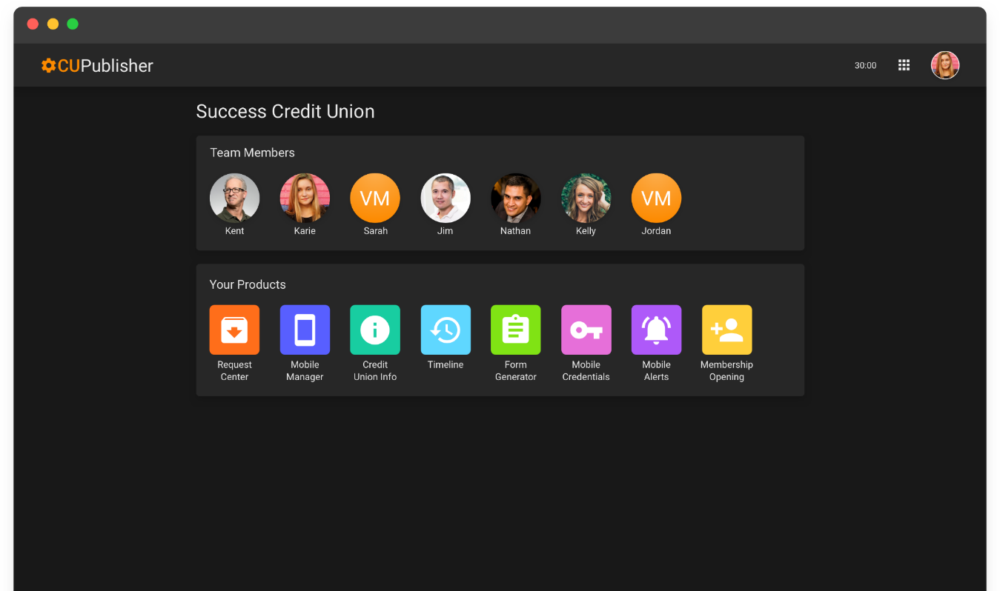 CUPublisher
30:00
Success Credit Union
Team Members
VM
VM
Kent
Karie
Sarah
Jim
Nathan
Kelly
Jordan
Your Products
Request
Center
Mobile
Manager
Credit
Union Info
Timeline
Form
Generator
Mobile
Credentials
Mobile
Alerts
Membership
Opening